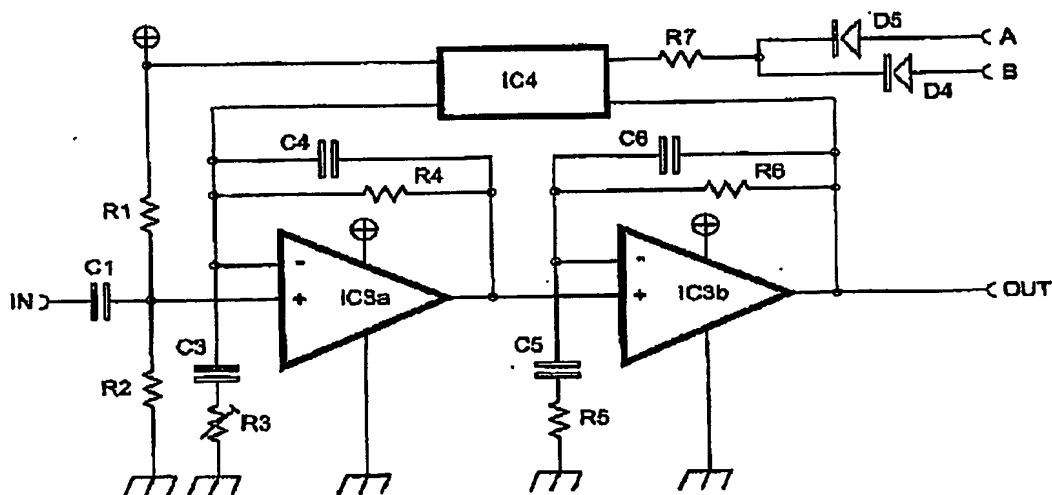 D5
R7
A
IC4
B
D4
C4
C6
R4
R6
R1
C1
-
-
IN
+
IC3a
+
IC3b
OUT
C3
C5
R2
R3
R5